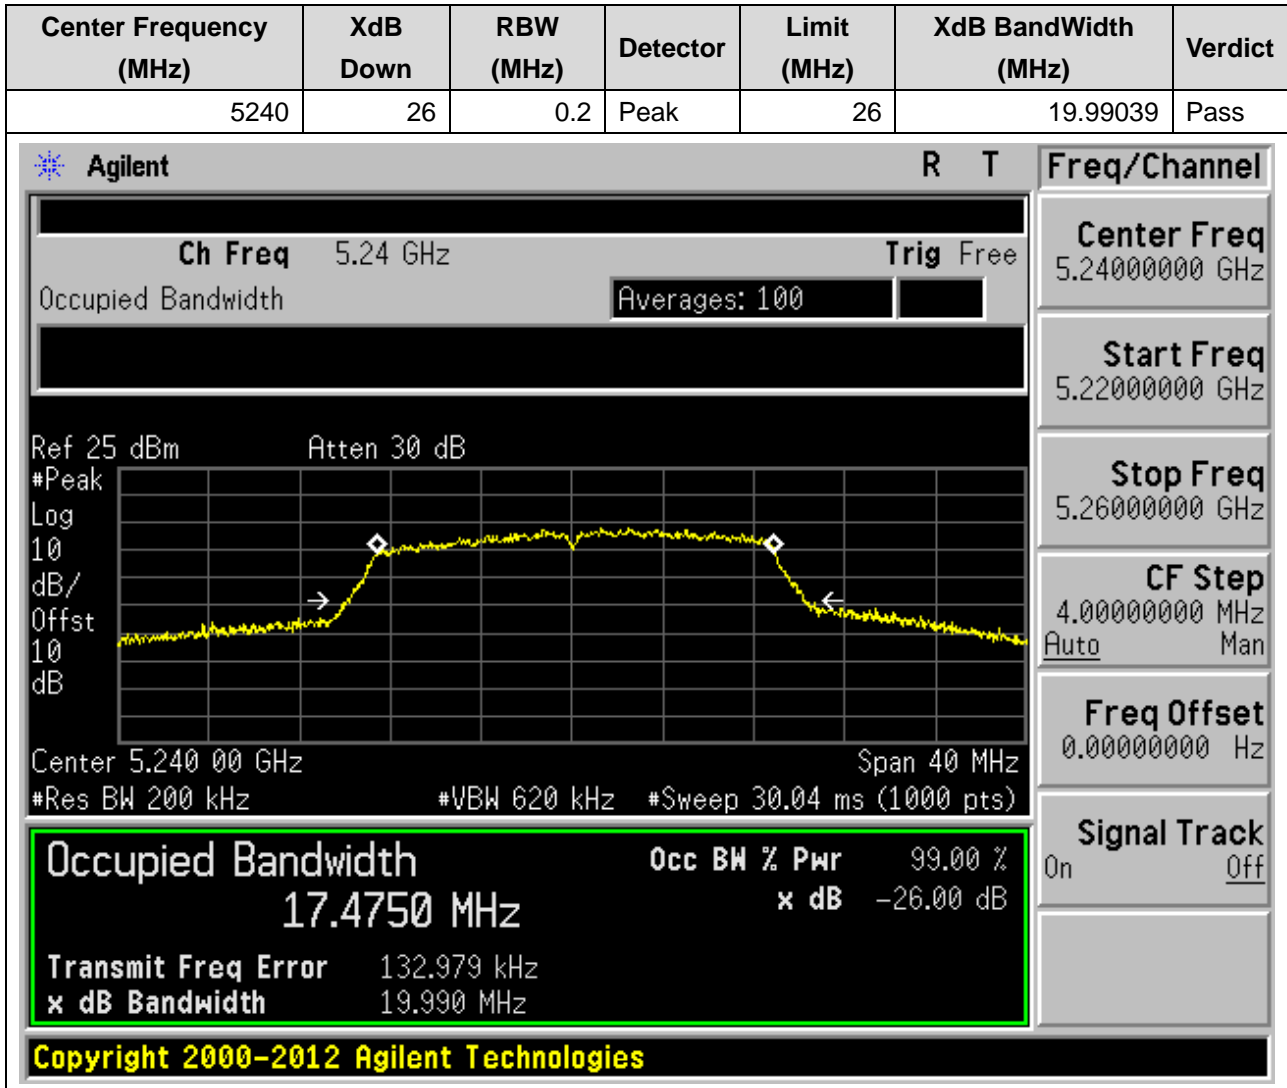 Center Frequency (MHz) XdB Down RBW (MHz) Detector Limit (MHz) XdB BandWidth (MHz) Verdict
5240 26 0.2 Peak 26 19.99039 Pass
Agilent R T Freq/Channel
Ch Freq 5.24 GHz Trig Free
Occupied Bandwidth Averages: 100
Center Freq
5.24000000 GHz
Start Freq
5.22000000 GHz
Stop Freq
5.26000000 GHz
CF Step
4.00000000 MHz
Auto Man
Freq Offset
0.00000000 Hz
Signal Track
On Off
Ref 25 dBm Atten 30 dB
#Peak
Log
10
dB/
Offst
10
dB
Center 5.240 00 GHz Span 40 MHz
#Res BW 200 kHz #VBW 620 kHz #Sweep 30.04 ms (1000 pts)
Occupied Bandwidth Occ BW % Pwr 99.00 %
17.4750 MHz x dB -26.00 dB
Transmit Freq Error 132.979 kHz
x dB Bandwidth 19.990 MHz
Copyright 2000-2012 Agilent Technologies